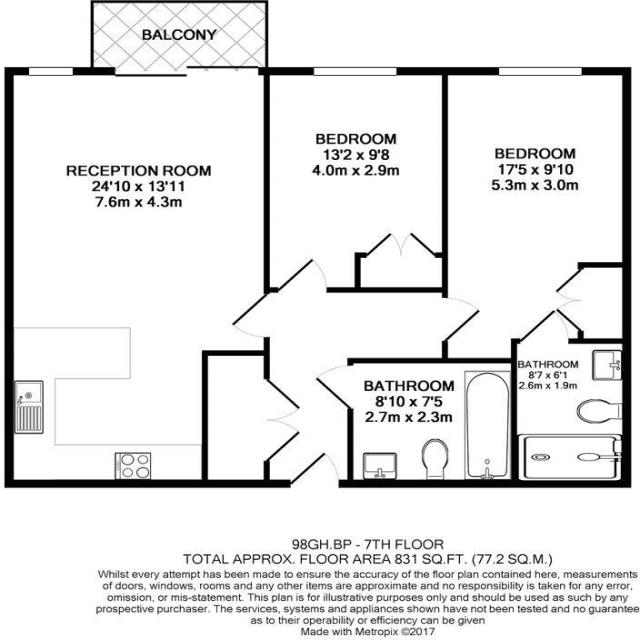 BALCONY
RECEPTION ROOM
24'10 x 13'11
7.6m x 4.3m
BEDROOM
13'2 x 9'8
4.0m x 2.9m
BEDROOM
17'5 x 9'10
5.3m x 3.0m
BATHROOM
8'10 x 7'5
2.7m x 2.3m
BATHROOM
8'7 x 6'1
2.6m x 1.9m
98GH.BP - 7TH FLOOR
TOTAL APPROX. FLOOR AREA 831 SQ.FT. (77.2 SQ.M.)
Whilst every attempt has been made to ensure the accuracy of the floor plan contained here, measurements
of doors, windows, rooms and any other items are approximate and no responsibility is taken for any error,
omission, or mis-statement. This plan is for illustrative purposes only and should be used as such by any
prospective purchaser. The services, systems and appliances shown have not been tested and no guarantee
as to their operability or efficiency can be given
Made with Metropix ©2017